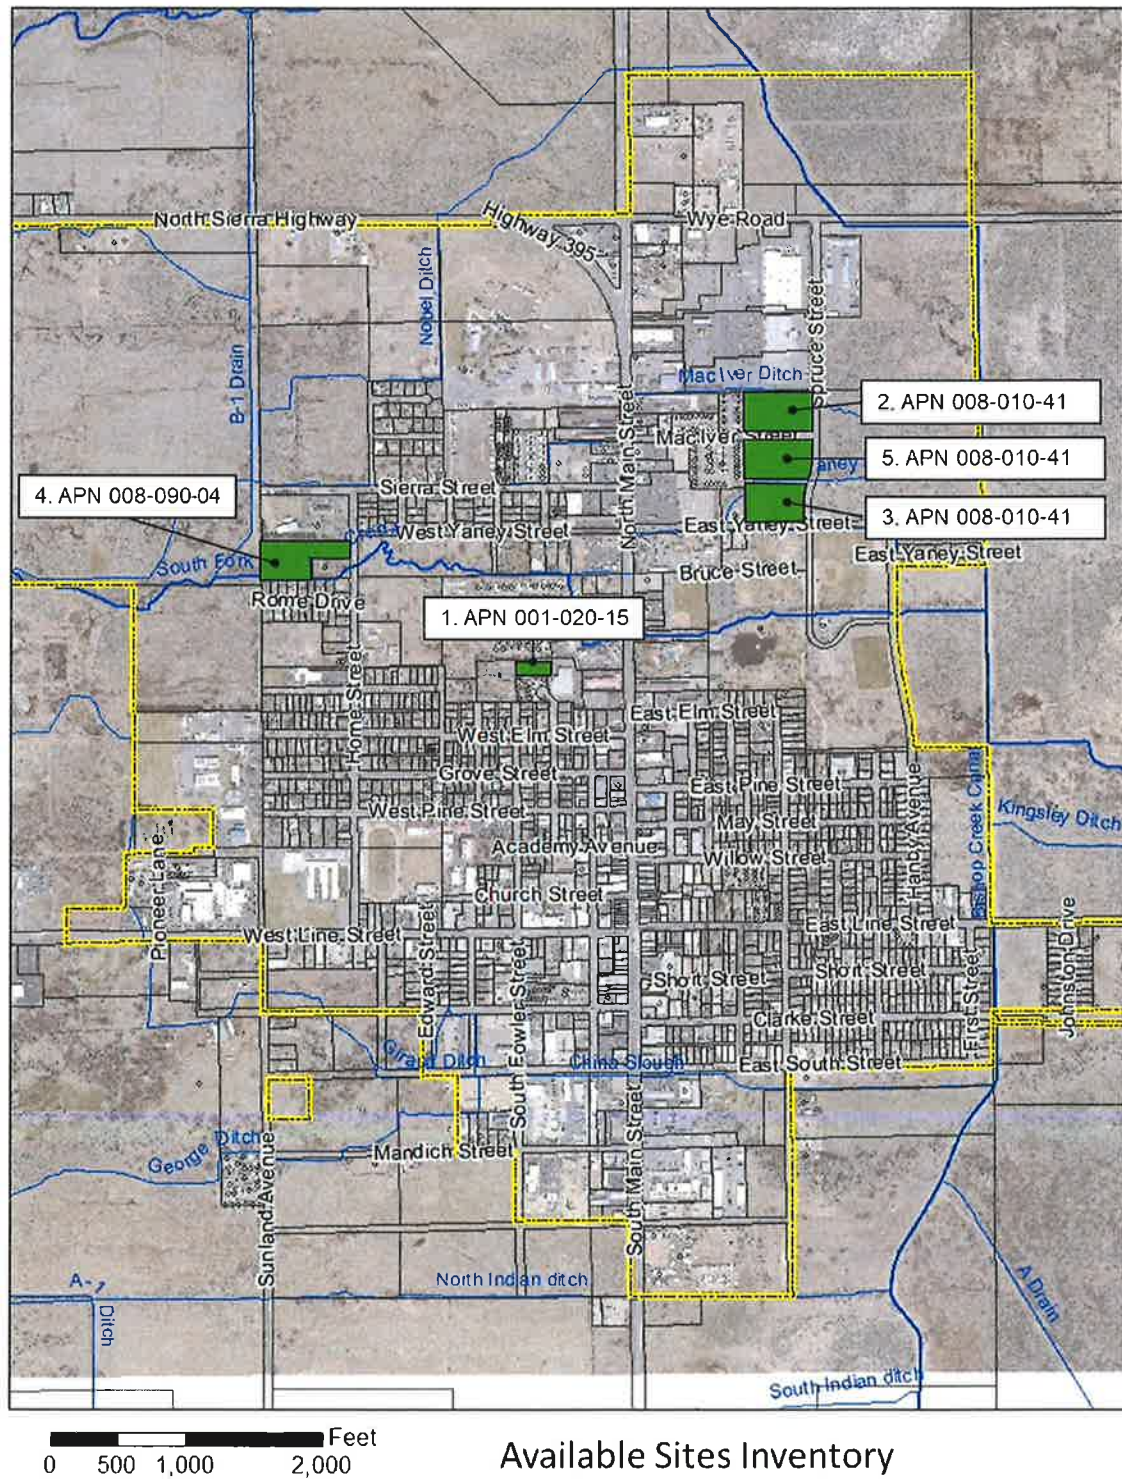 North Sierra Highway
Highway 395
Wye Road
Nobel Ditch
B-1 Drain
Spruce Street
MacIver Ditch
2. APN 008-010-41
MacIver Street
North Main Street
5. APN 008-010-41
aney
Sierra Street
4. APN 008-090-04
3. APN 008-010-41
West Yaney Street
East Yaney Street
East Yaney Street
South Fork
Bruce Street
Rome Drive
1. APN 001-020-15
Home Street
East Elm Street
West Elm Street
Grove Street
East Pine Street
West Pine Street
May Street
Kingsley Ditch
Academy Avenue
Willow Street
Hanby Avenue
Bishop Creek Canal
Pioneer Lane
Church Street
East Line Street
West Line Street
Edward Street
South Fowler Street
Short Street
Short Street
Johnston Drive
First Street
Clarke Street
Girard Ditch
China Slough
East South Street
George Ditch
Mandich Street
Sunland Avenue
South Main Street
A-1 Ditch
North Indian ditch
A Drain
South Indian ditch
Feet
0 500 1,000 2,000
Available Sites Inventory